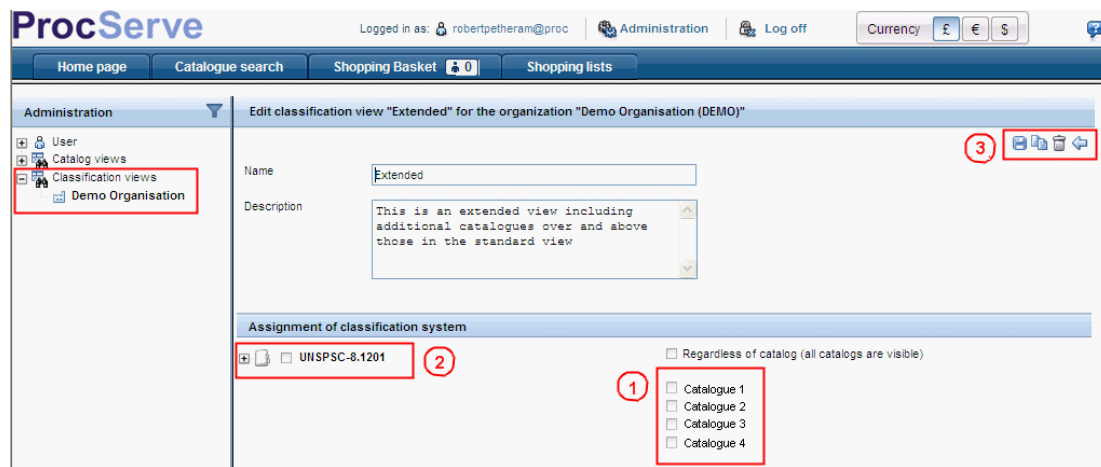 ProcServe
Logged in as: robertpetheram@proc Administration Log off Currency £ € $
Home page Catalogue search Shopping Basket 0 Shopping lists
Administration
User
Catalog views
Classification views
Demo Organisation
Edit classification view "Extended" for the organization "Demo Organisation (DEMO)"
3
Name Extended
Description This is an extended view including
additional catalogues over and above
those in the standard view
Assignment of classification system
UNSPSC-8.1201
2
Regardless of catalog (all catalogs are visible)
1
Catalogue 1
Catalogue 2
Catalogue 3
Catalogue 4